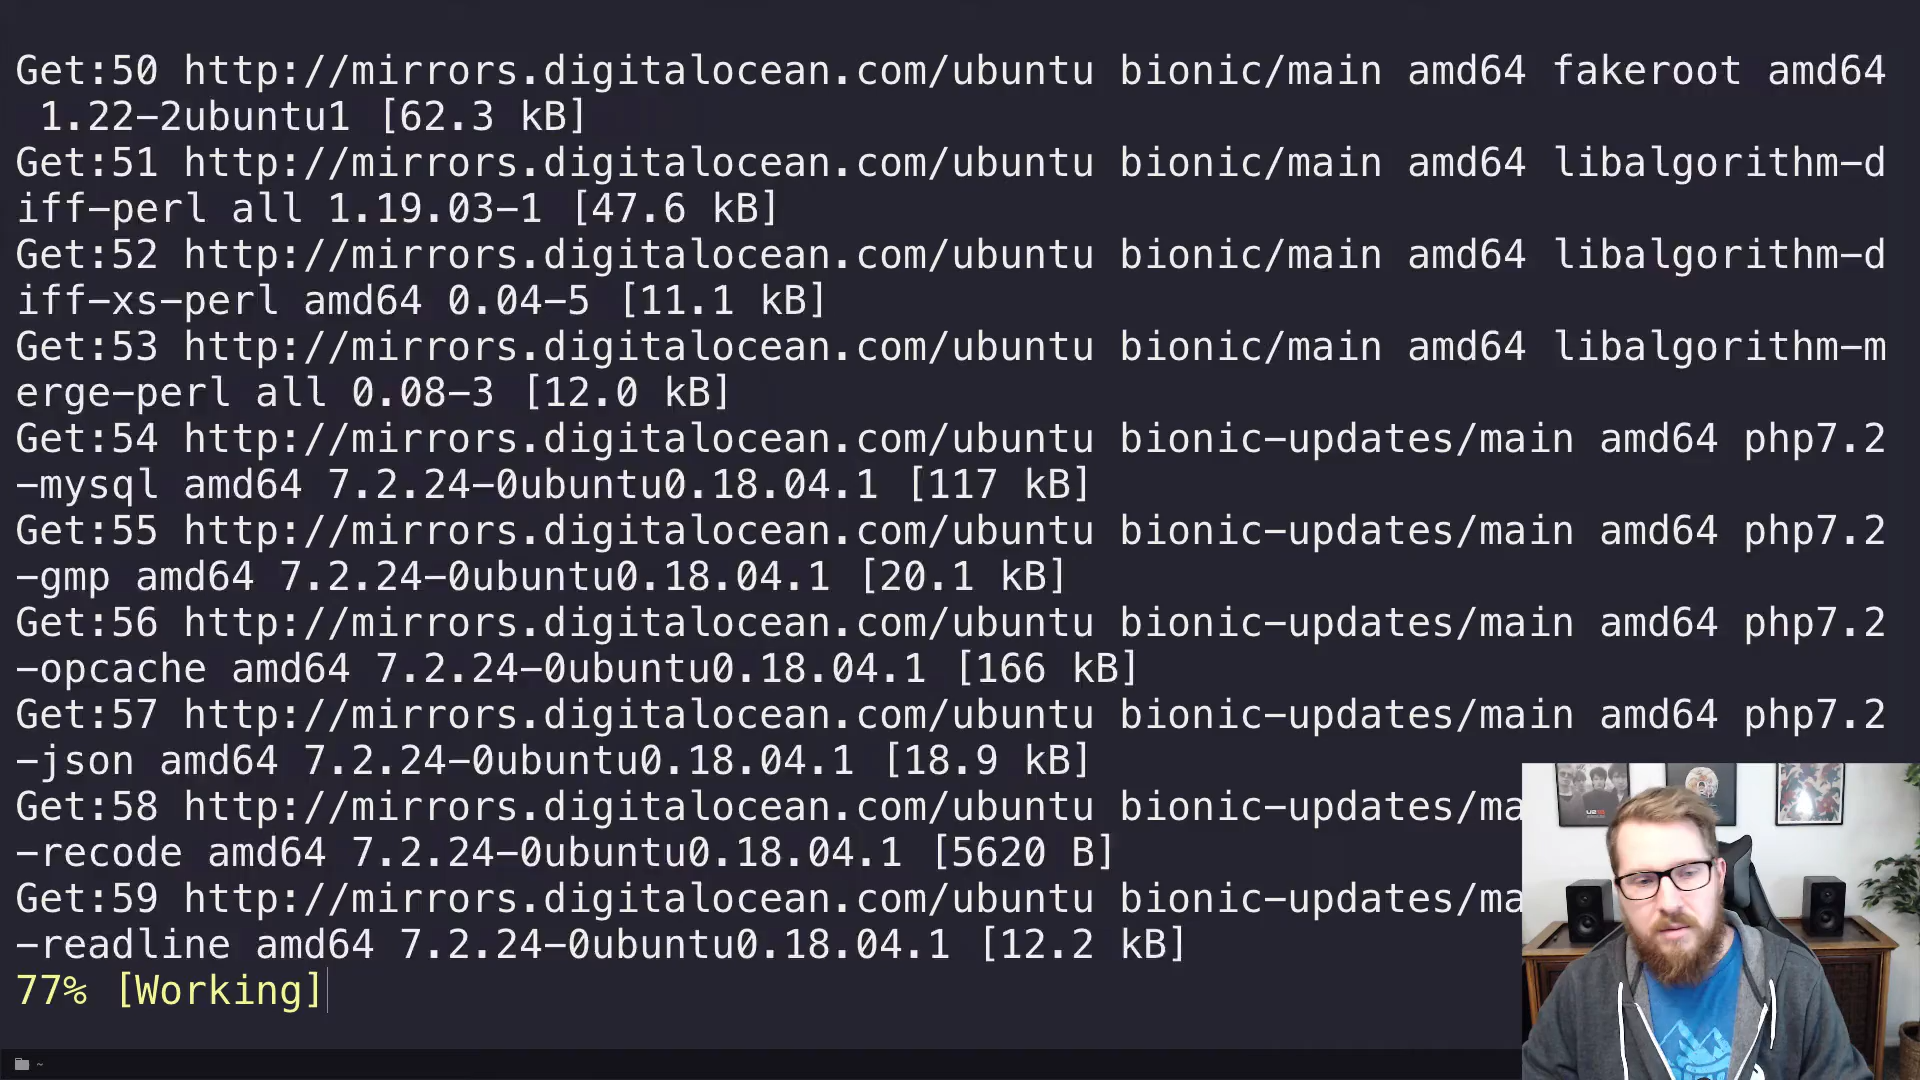 Get:50 http://mirrors.digitalocean.com/ubuntu bionic/main amd64 fakeroot amd64
1.22-2ubuntu1 [62.3 kB]
Get:51 http://mirrors.digitalocean.com/ubuntu bionic/main amd64 libalgorithm-d
iff-perl all 1.19.03-1 [47.6 kB]
Get:52 http://mirrors.digitalocean.com/ubuntu bionic/main amd64 libalgorithm-d
iff-xs-perl amd64 0.04-5 [11.1 kB]
Get:53 http://mirrors.digitalocean.com/ubuntu bionic/main amd64 libalgorithm-m
erge-perl all 0.08-3 [12.0 kB]
Get:54 http://mirrors.digitalocean.com/ubuntu bionic-updates/main amd64 php7.2
-mysql amd64 7.2.24-0ubuntu0.18.04.1 [117 kB]
Get:55 http://mirrors.digitalocean.com/ubuntu bionic-updates/main amd64 php7.2
-gmp amd64 7.2.24-0ubuntu0.18.04.1 [20.1 kB]
Get:56 http://mirrors.digitalocean.com/ubuntu bionic-updates/main amd64 php7.2
-opcache amd64 7.2.24-0ubuntu0.18.04.1 [166 kB]
Get:57 http://mirrors.digitalocean.com/ubuntu bionic-updates/main amd64 php7.2
-json amd64 7.2.24-0ubuntu0.18.04.1 [18.9 kB]
Get:58 http://mirrors.digitalocean.com/ubuntu bionic-updates/ma
-recode amd64 7.2.24-0ubuntu0.18.04.1 [5620 B]
Get:59 http://mirrors.digitalocean.com/ubuntu bionic-updates/ma
-readline amd64 7.2.24-0ubuntu0.18.04.1 [12.2 kB]
77% [Working]
~
U2